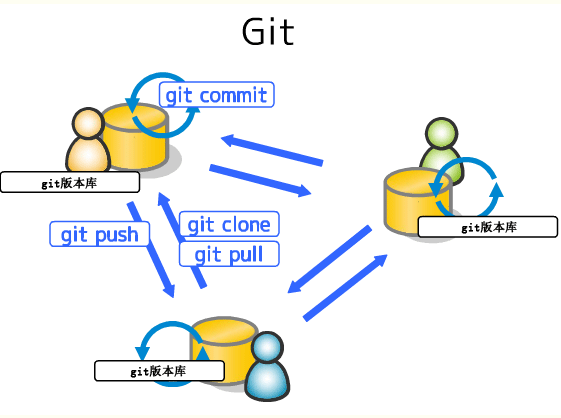 Git
git commit
git版本库
git版本库
git push
git clone
git pull
git版本库